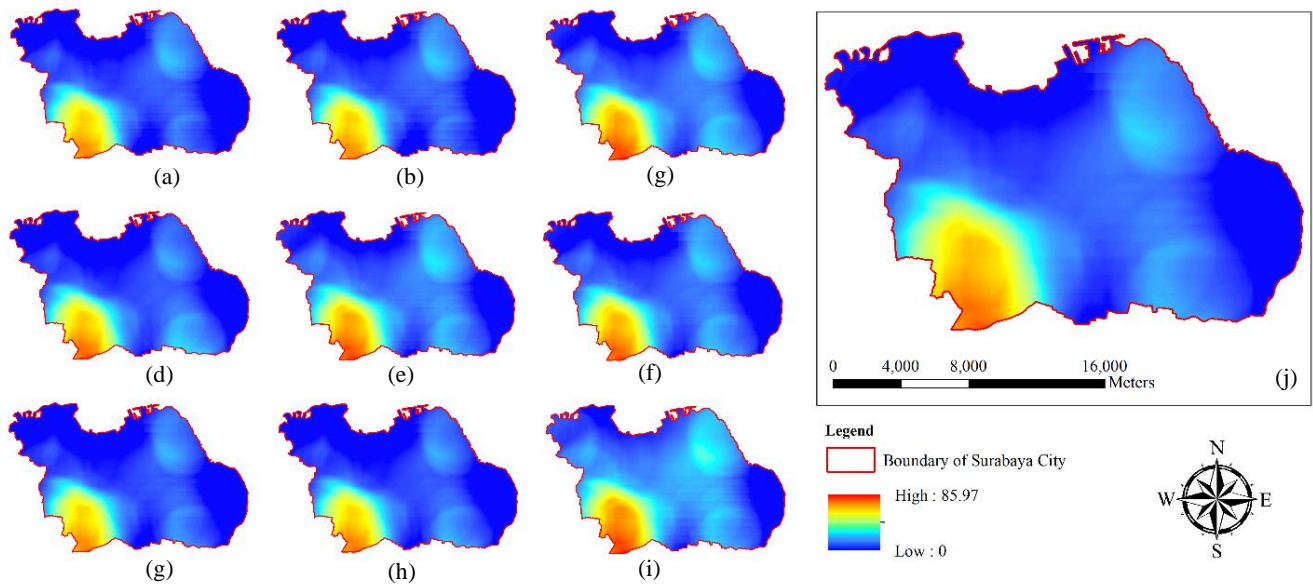 (a)
(b)
(g)
(d)
(e)
(f)
(g)
(h)
(i)
0 4,000 8,000 16,000
Meters
(j)
Legend
Boundary of Surabaya City
High : 85.97
Low : 0
N
W E
S